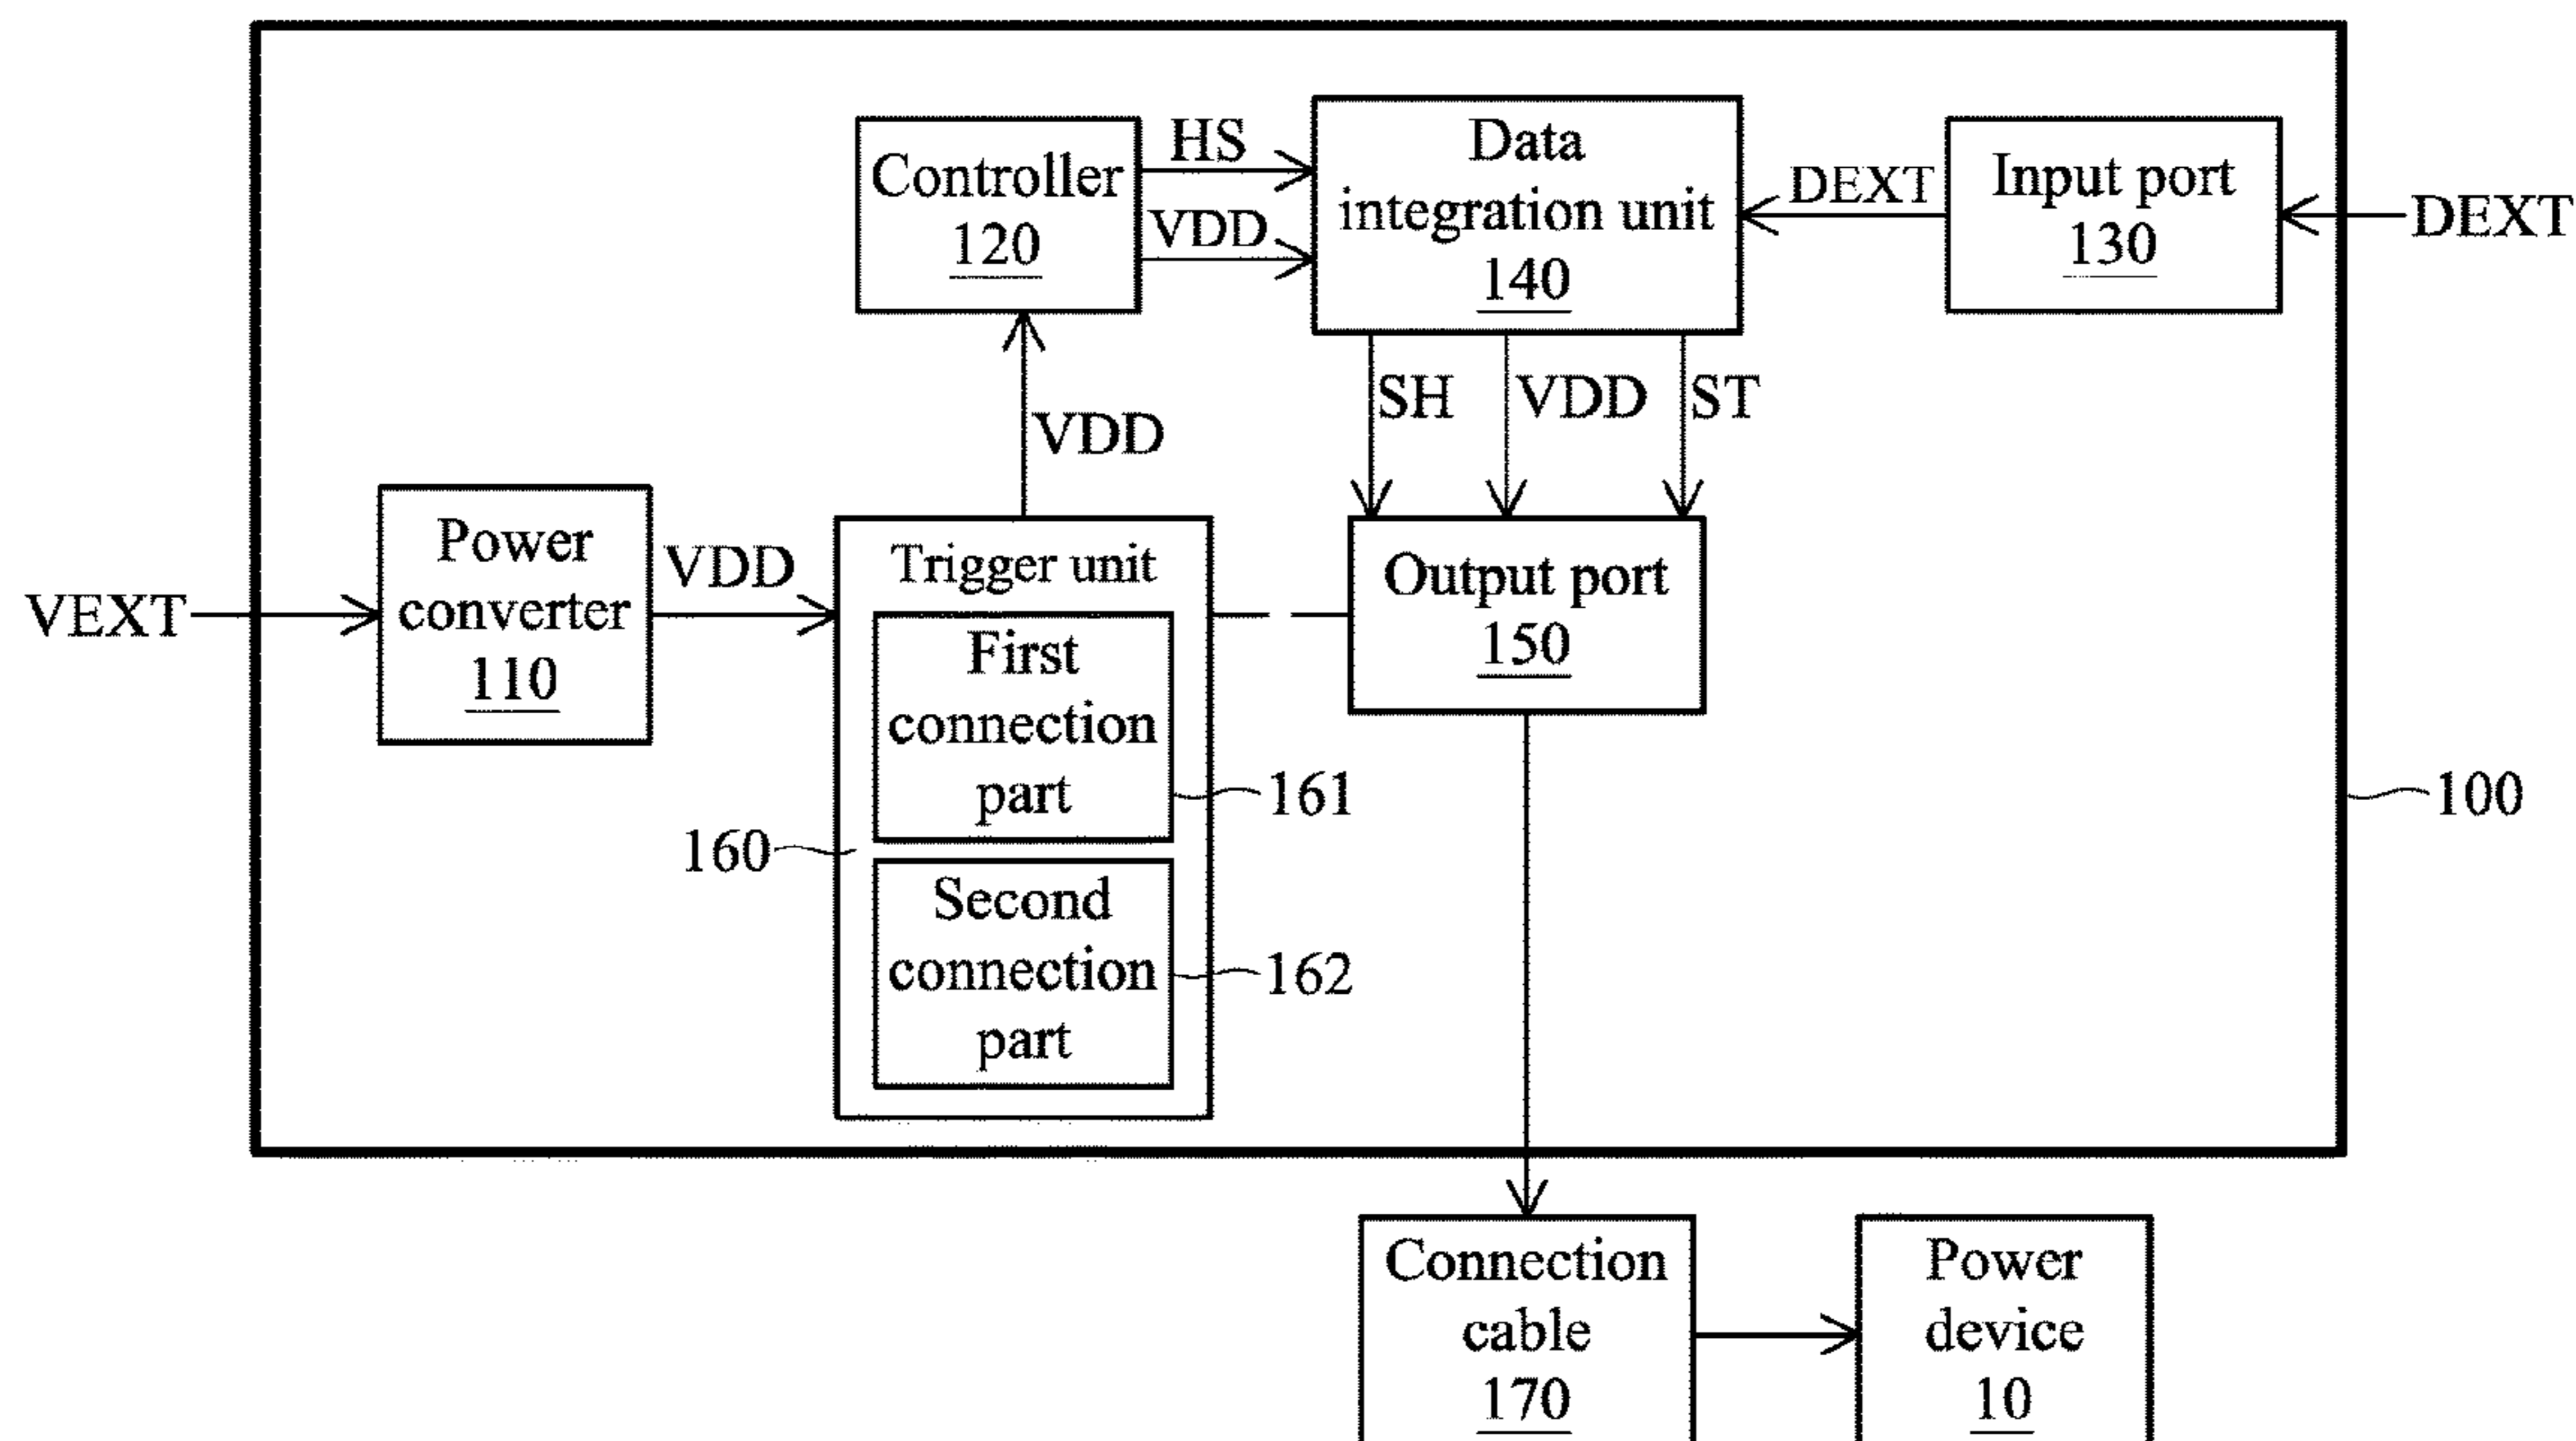 Controller
120
HS
VDD
Data
integration unit
140
DEXT
Input port
130
DEXT
SH
VDD
ST
VDD
VEXT
Power
converter
110
VDD
Trigger unit
First
connection
part
161
160
Second
connection
part
162
Output port
150
100
Connection
cable
170
Power
device
10